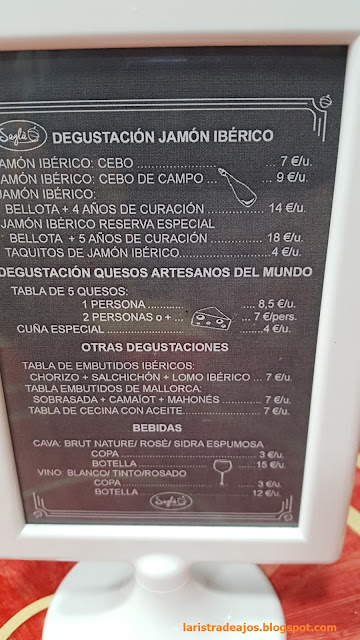 Saglà
DEGUSTACIÓN JAMÓN IBÉRICO
JAMÓN IBÉRICO: CEBO .................... ... 7 €/u.
JAMÓN IBÉRICO: CEBO DE CAMPO ... ... 9 €/u.
JAMÓN IBÉRICO:
BELLOTA + 4 AÑOS DE CURACIÓN .............. 14 €/u.
JAMÓN IBÉRICO RESERVA ESPECIAL
BELLOTA + 5 AÑOS DE CURACIÓN .............. 18 €/u.
TAQUITOS DE JAMÓN IBÉRICO......................4 €/u.
DEGUSTACIÓN QUESOS ARTESANOS DEL MUNDO
TABLA DE 5 QUESOS:
1 PERSONA .......... ... 8,5 €/u.
2 PERSONAS o + ... ... 7 €/pers.
CUÑA ESPECIAL ...................... ......4 €/u.
OTRAS DEGUSTACIONES
TABLA DE EMBUTIDOS IBÉRICOS:
CHORIZO + SALCHICHÓN + LOMO IBÉRICO ... 7 €/u.
TABLA EMBUTIDOS DE MALLORCA:
SOBRASADA + CAMAÏOT + MAHONÉS .......... 7 €/u.
TABLA DE CECINA CON ACEITE.......................7 €/u.
BEBIDAS
CAVA: BRUT NATURE/ ROSÉ/ SIDRA ESPUMOSA
COPA .................................... 3 €/u.
BOTELLA ............................... 15 €/u.
VINO: BLANCO/ TINTO/ROSADO
COPA ..................... ......3 €/u.
BOTELLA ................. ..... 12 €/u.
Saglà
laristradeajos.blogspot.com